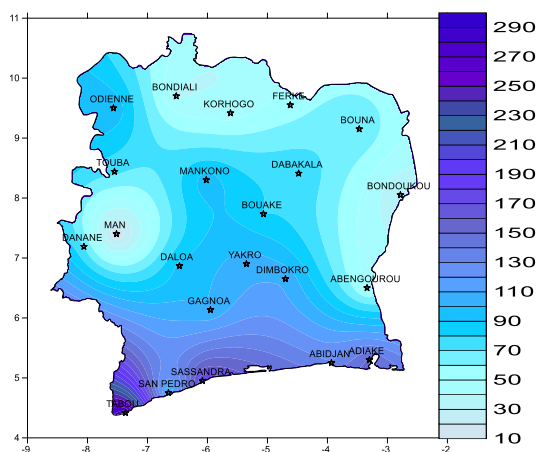 11
10
9
8
7
6
5
4
-9
-8
-7
-6
-5
-4
-3
-2
ODIENNE
BONDIALI
KORHOGO
FERKE
BOUNA
TOUBA
MANKONO
DABAKALA
BONDOUKOU
BOUAKE
MAN
DANANE
DALOA
YAKRO
DIMBOKRO
ABENGOUROU
GAGNOA
ABIDJAN
ADIAKE
SASSANDRA
SAN PEDRO
TABOU
290
270
250
230
210
190
170
150
130
110
90
70
50
30
10